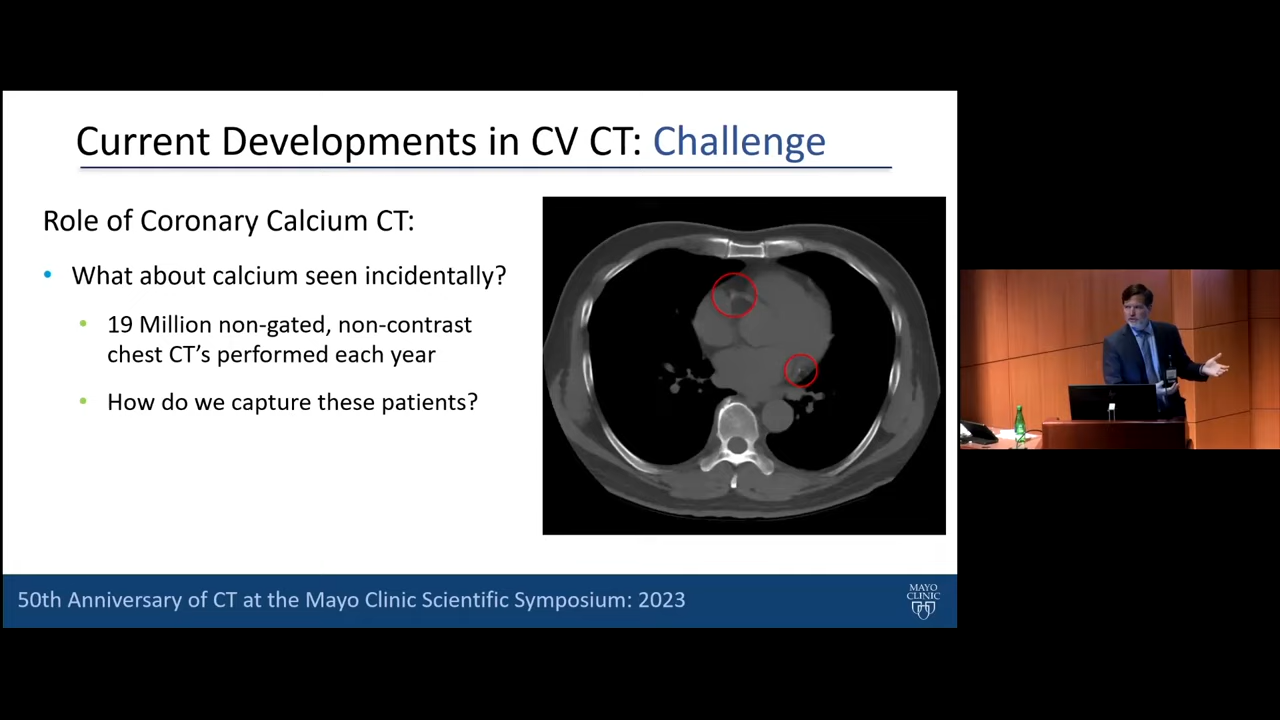 Current Developments in CV CT: Challenge
Role of Coronary Calcium CT:
• What about calcium seen incidentally?
• 19 Million non-gated, non-contrast
chest CT's performed each year
• How do we capture these patients?
50th Anniversary of CT at the Mayo Clinic Scientific Symposium: 2023
MAYO
CLINIC